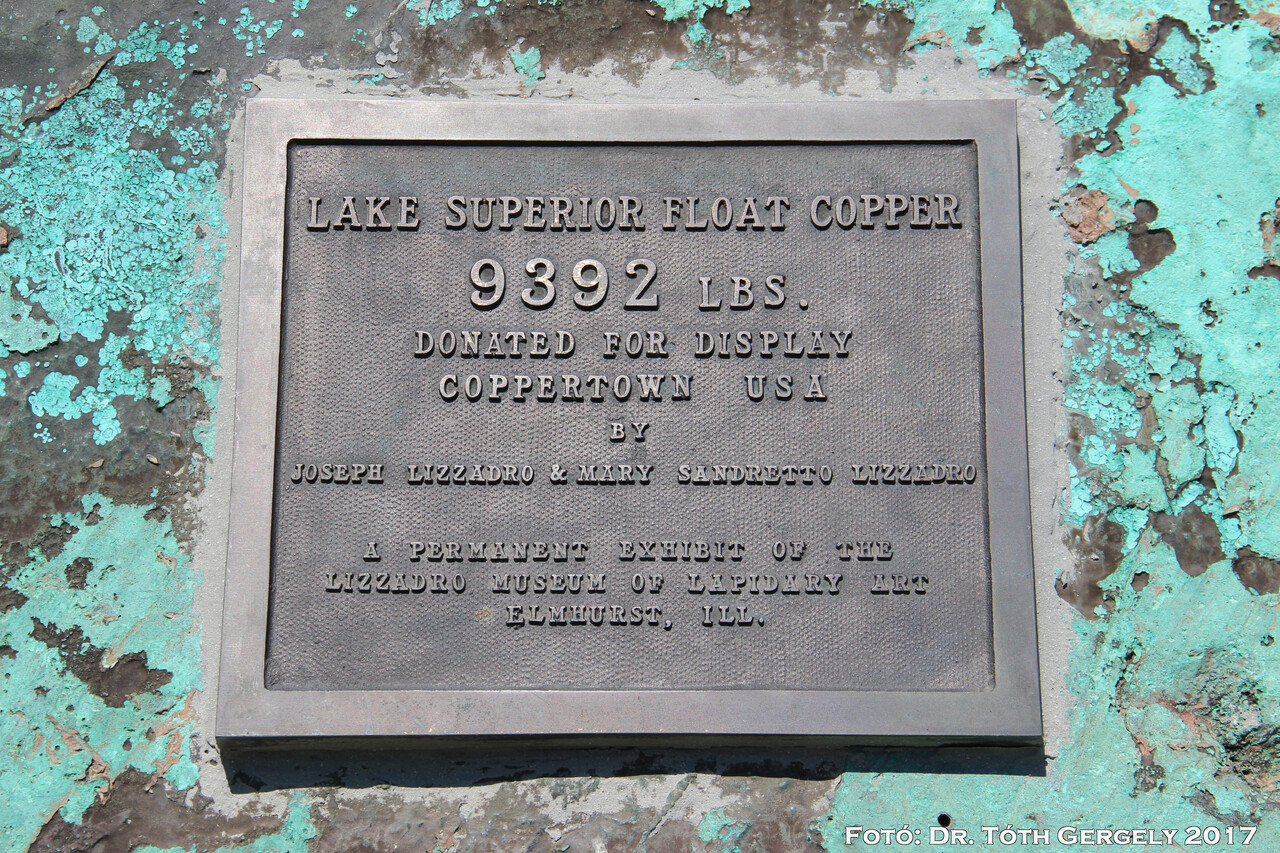 LAKE SUPERIOR FLOAT COPPER
9392 LBS.
DONATED FOR DISPLAY
COPPERTOWN USA
BY
JOSEPH LIZZADRO & MARY SANDRETTO LIZZADRO
A PERMANENT EXHIBIT OF THE
LIZZADRO MUSEUM OF LAPIDARY ART
ELMHURST, ILL.
FOTÓ: DR. TÓTH GERGELY 2017